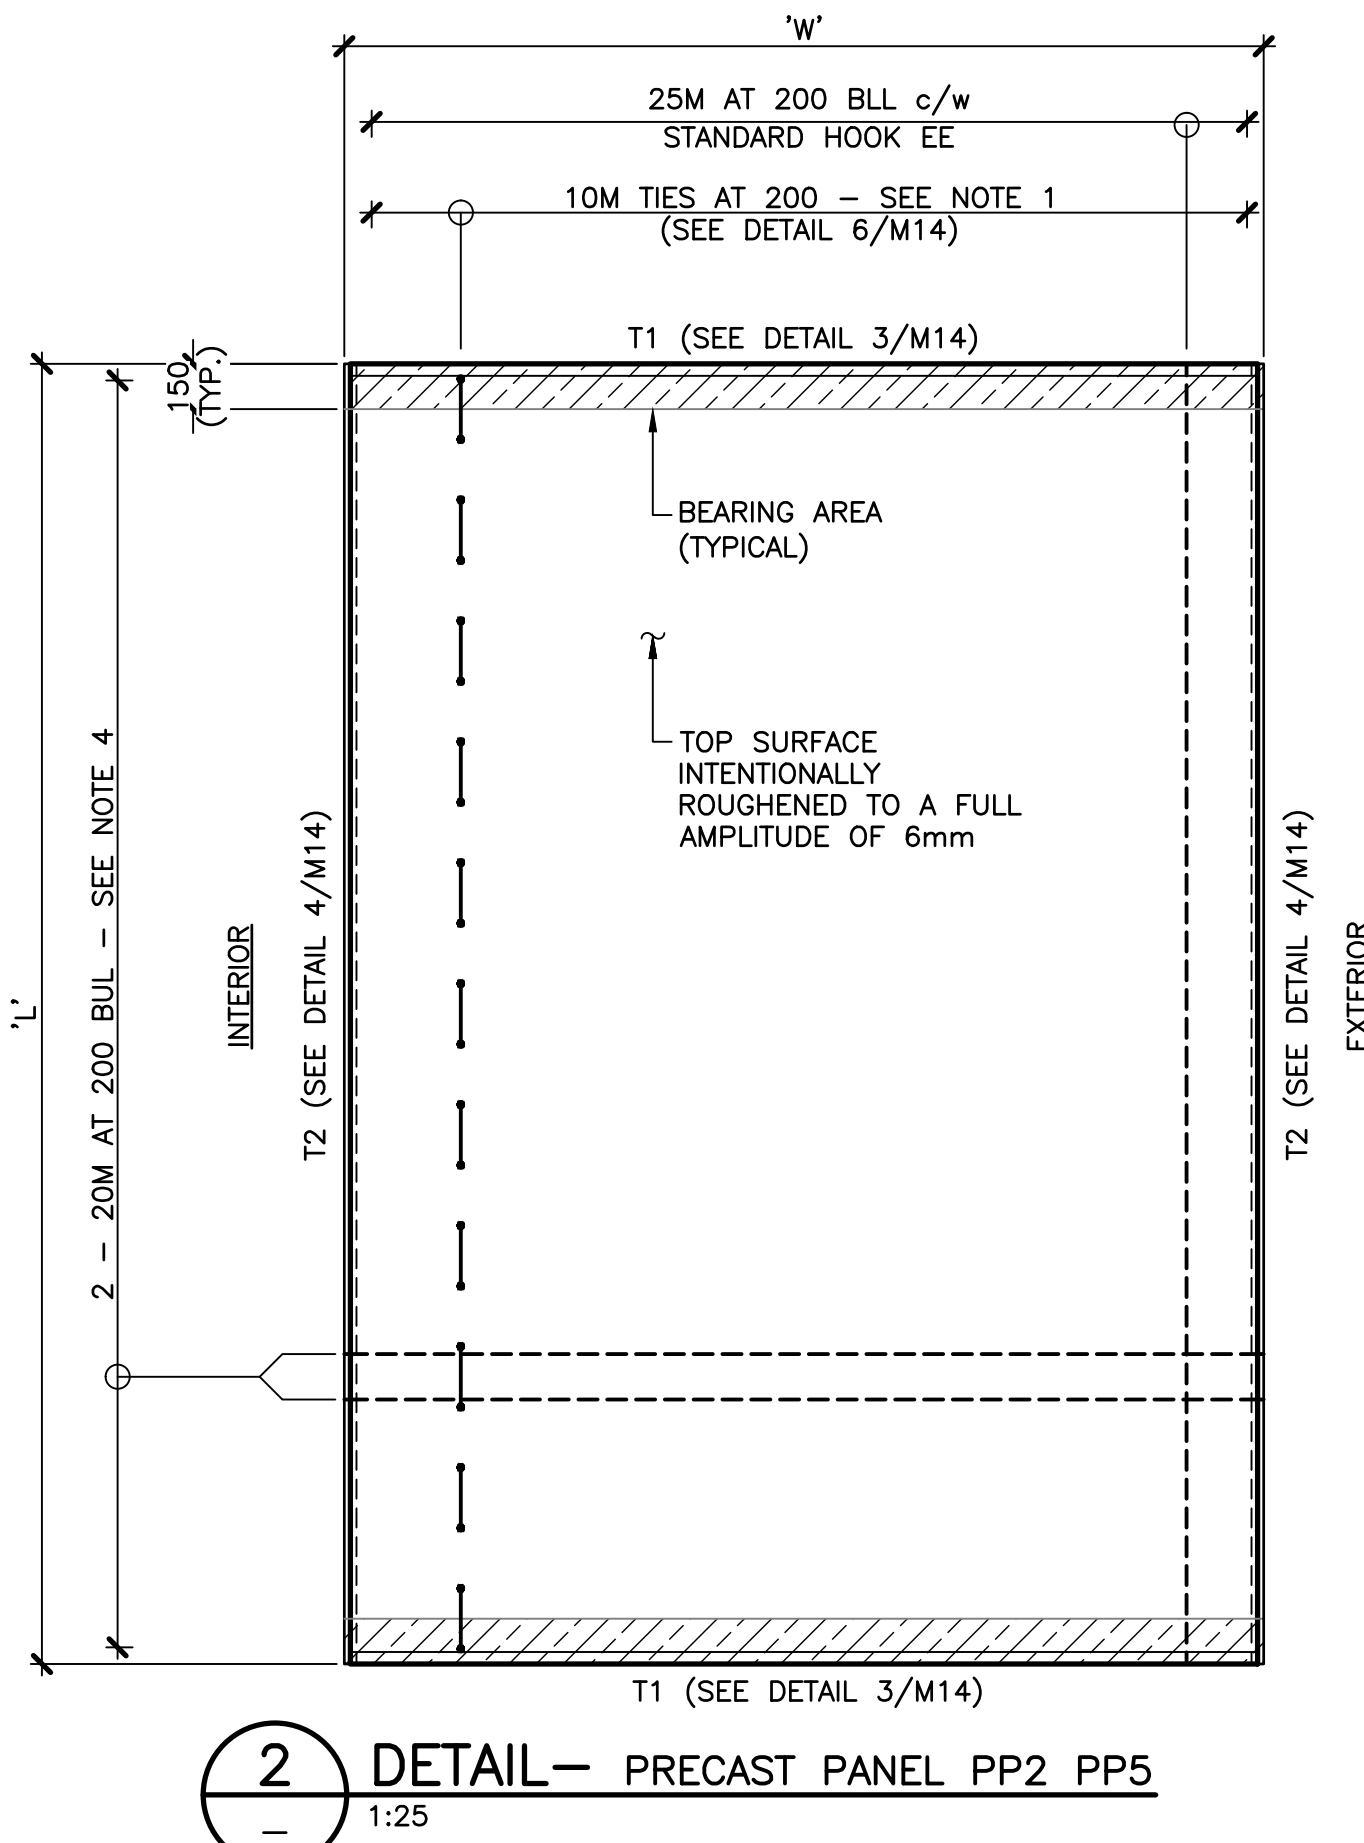 'W'
25M AT 200 BLL c/w
STANDARD HOOK EE
10M TIES AT 200 – SEE NOTE 1
(SEE DETAIL 6/M14)
T1 (SEE DETAIL 3/M14)
150
(TYP.)
BEARING AREA
(TYPICAL)
TOP SURFACE
INTENTIONALLY
ROUGHENED TO A FULL
AMPLITUDE OF 6mm
'L'
2 – 20M AT 200 BUL – SEE NOTE 4
INTERIOR
T2 (SEE DETAIL 4/M14)
T2 (SEE DETAIL 4/M14)
EXTERIOR
T1 (SEE DETAIL 3/M14)
2
–
DETAIL– PRECAST PANEL PP2 PP5
1:25